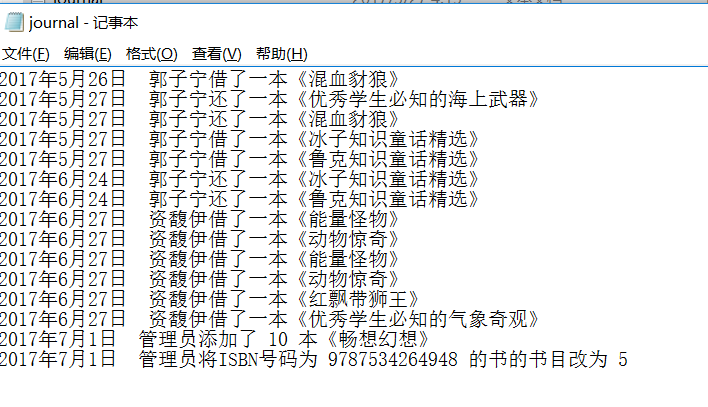 journal - 记事本
文件(F) 编辑(E) 格式(O) 查看(V) 帮助(H)
2017年5月26日 郭子宁借了一本《混血豺狼》
2017年5月27日 郭子宁还了一本《优秀学生必知的海上武器》
2017年5月27日 郭子宁还了一本《混血豺狼》
2017年5月27日 郭子宁借了一本《冰子知识童话精选》
2017年5月27日 郭子宁借了一本《鲁克知识童话精选》
2017年6月24日 郭子宁还了一本《冰子知识童话精选》
2017年6月24日 郭子宁还了一本《鲁克知识童话精选》
2017年6月27日 资馥伊借了一本《能量怪物》
2017年6月27日 资馥伊借了一本《动物惊奇》
2017年6月27日 资馥伊借了一本《能量怪物》
2017年6月27日 资馥伊借了一本《动物惊奇》
2017年6月27日 资馥伊借了一本《红飘带狮王》
2017年6月27日 资馥伊借了一本《优秀学生必知的气象奇观》
2017年7月1日 管理员添加了 10 本《畅想幻想》
2017年7月1日 管理员将ISBN号码为 9787534264948 的书的书目改为 5